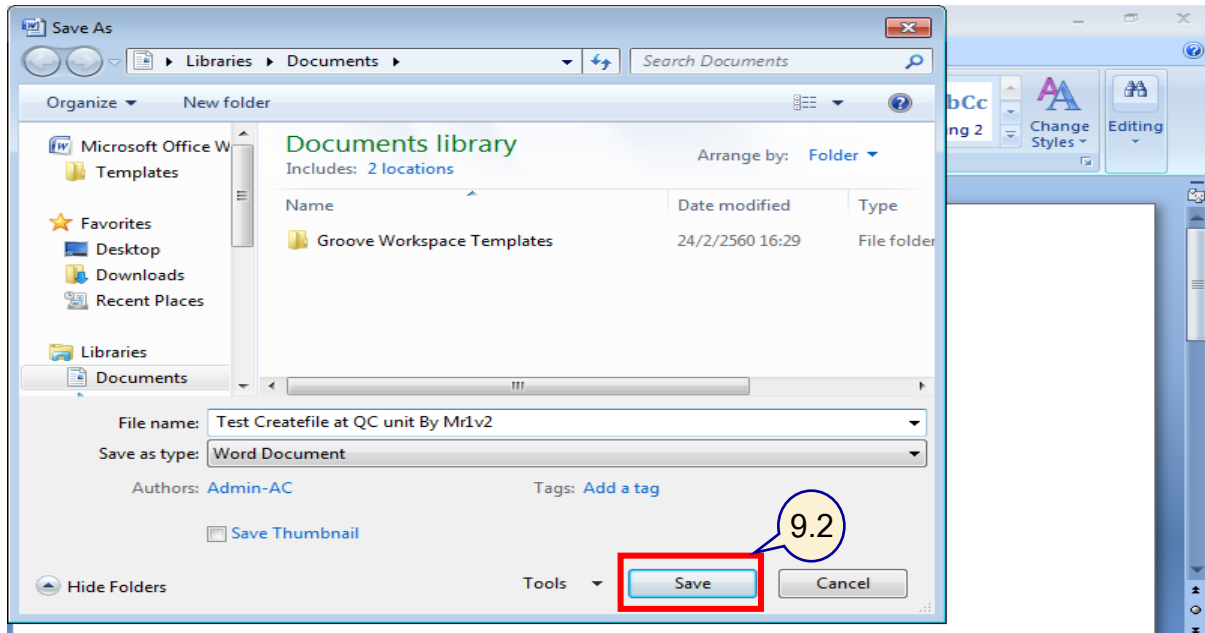 Save As
Libraries Documents
Search Documents
Organize New folder
bCc
ng 2
Change Styles
Editing
Microsoft Office W
Templates
Favorites
Desktop
Downloads
Recent Places
Libraries
Documents
Documents library
Includes: 2 locations
Arrange by: Folder
Name Date modified Type
Groove Workspace Templates 24/2/2560 16:29 File folder
File name: Test Createfile at QC unit By Mr1v2
Save as type: Word Document
Authors: Admin-AC Tags: Add a tag
Save Thumbnail
9.2
Hide Folders Tools Save Cancel